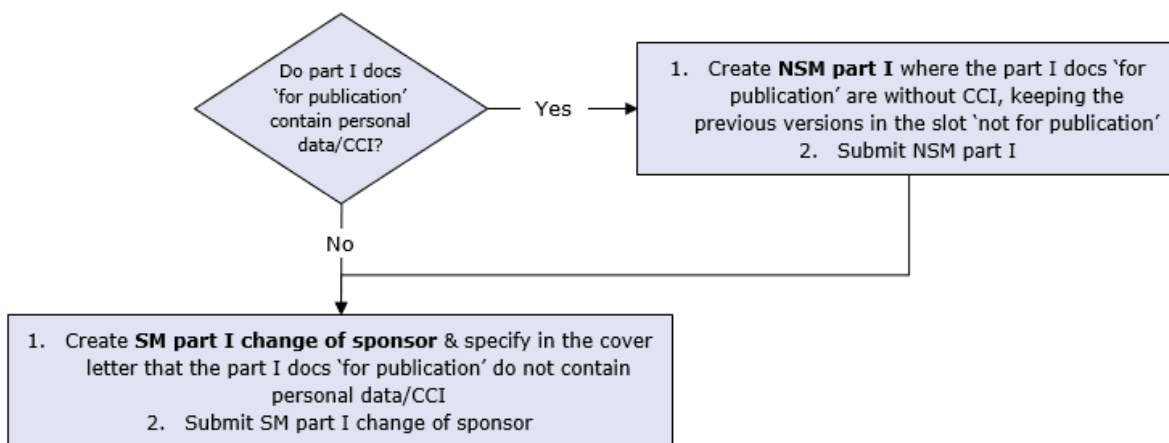 Do part I docs
‘for publication’
contain personal
data/CCI?
Yes
1. Create NSM part I where the part I docs ‘for
publication’ are without CCI, keeping the
previous versions in the slot ‘not for publication’
2. Submit NSM part I
No
1. Create SM part I change of sponsor & specify in the cover
letter that the part I docs ‘for publication’ do not contain
personal data/CCI
2. Submit SM part I change of sponsor